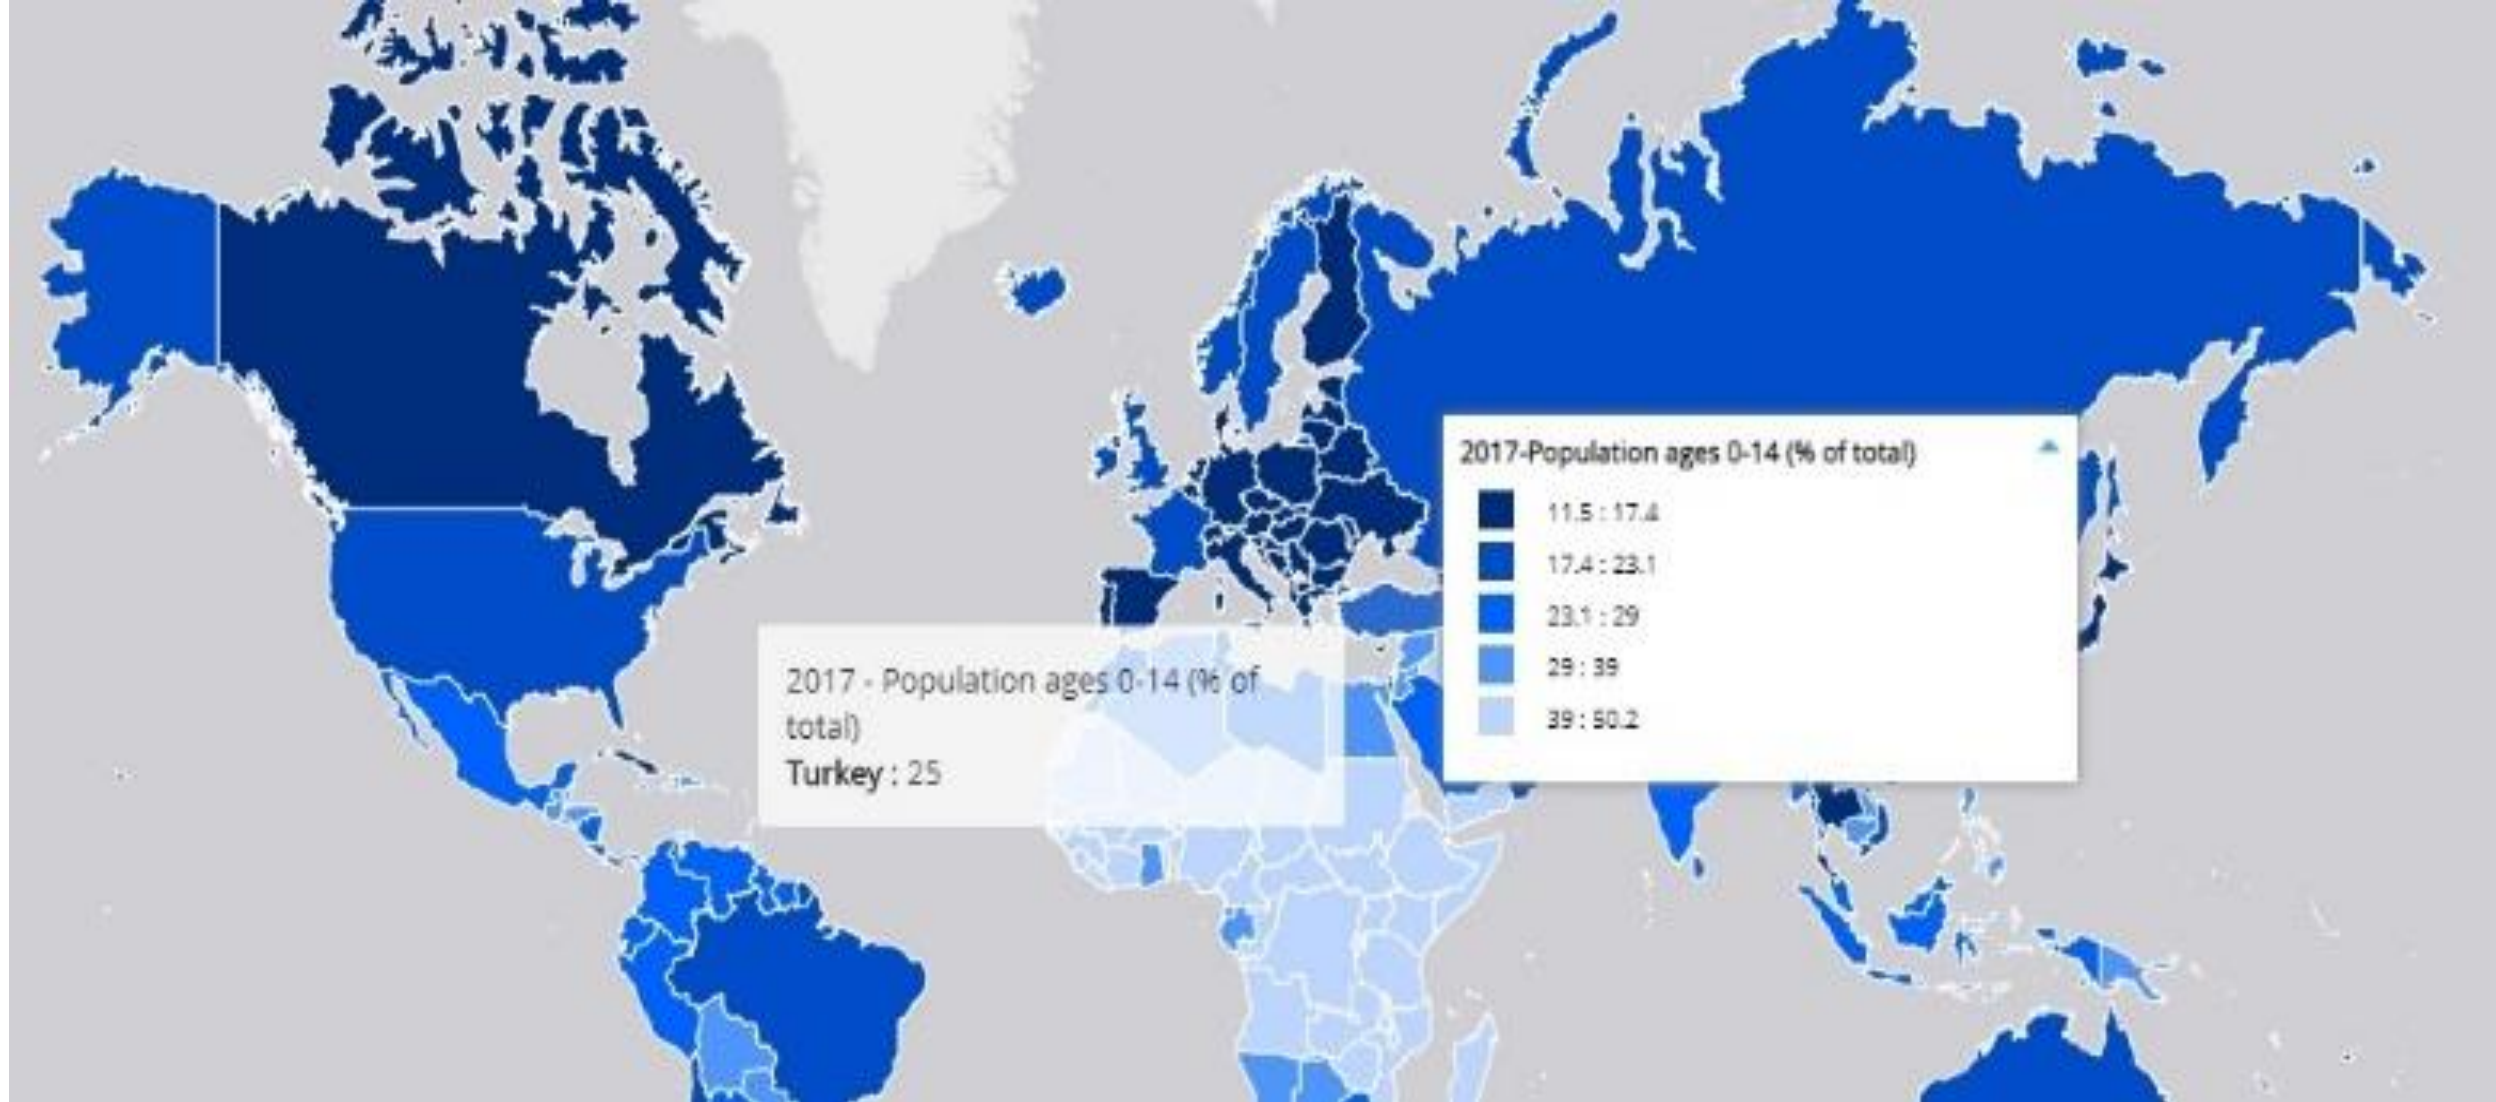 2017-Population ages 0-14 (% of total)
11.5 : 17.4
17.4 : 23.1
23.1 : 29
29 : 39
39 : 50.2
2017 - Population ages 0-14 (% of
total)
Turkey : 25